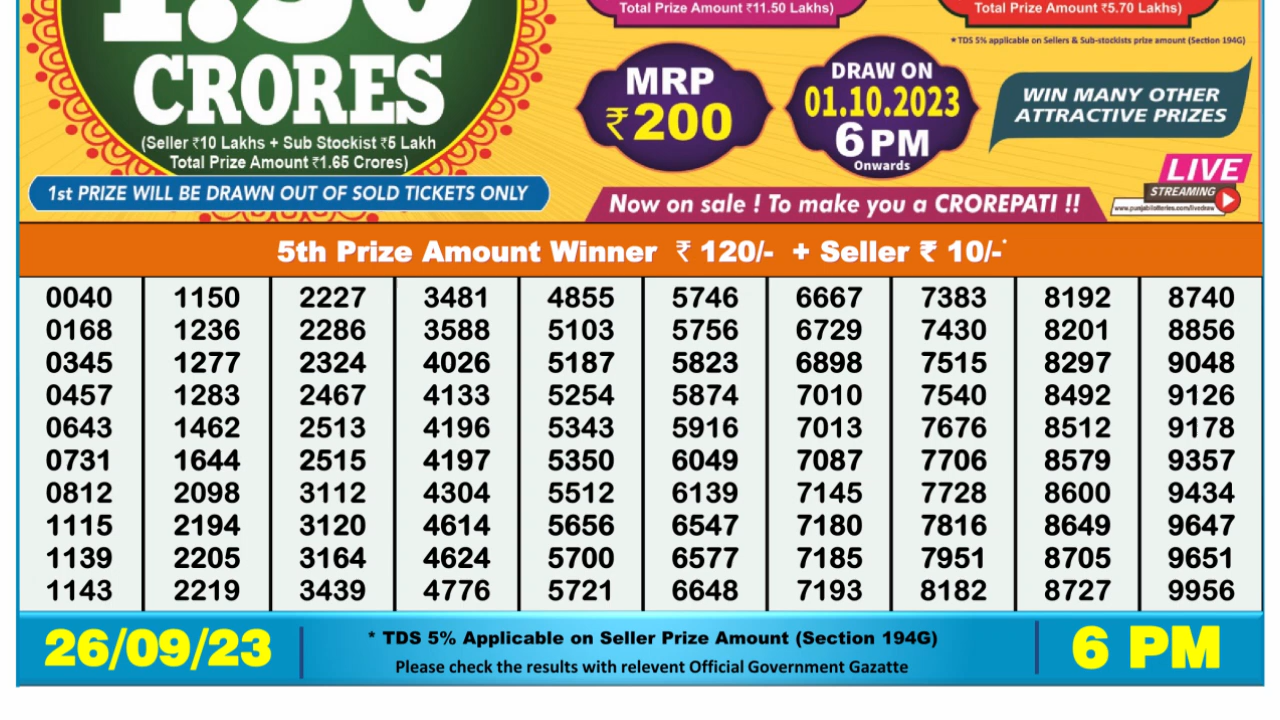 1.50
CRORES
(Seller ₹10 Lakhs + Sub Stockist ₹5 Lakh
Total Prize Amount ₹1.65 Crores)
1st PRIZE WILL BE DRAWN OUT OF SOLD TICKETS ONLY
Total Prize Amount ₹11.50 Lakhs)
Total Prize Amount ₹5.70 Lakhs)
* TDS 5% applicable on Sellers & Sub-stockists prize amount (Section 194G)
MRP
₹200
DRAW ON
01.10.2023
6 PM
Onwards
WIN MANY OTHER
ATTRACTIVE PRIZES
LIVE
STREAMING
www.punjablotteries.com/livedraw
Now on sale ! To make you a CROREPATI !!
5th Prize Amount Winner ₹ 120/- + Seller ₹ 10/-*
0040 1150 2227 3481 4855 5746 6667 7383 8192 8740
0168 1236 2286 3588 5103 5756 6729 7430 8201 8856
0345 1277 2324 4026 5187 5823 6898 7515 8297 9048
0457 1283 2467 4133 5254 5874 7010 7540 8492 9126
0643 1462 2513 4196 5343 5916 7013 7676 8512 9178
0731 1644 2515 4197 5350 6049 7087 7706 8579 9357
0812 2098 3112 4304 5512 6139 7145 7728 8600 9434
1115 2194 3120 4614 5656 6547 7180 7816 8649 9647
1139 2205 3164 4624 5700 6577 7185 7951 8705 9651
1143 2219 3439 4776 5721 6648 7193 8182 8727 9956
26/09/23
* TDS 5% Applicable on Seller Prize Amount (Section 194G)
Please check the results with relevent Official Government Gazatte
6 PM